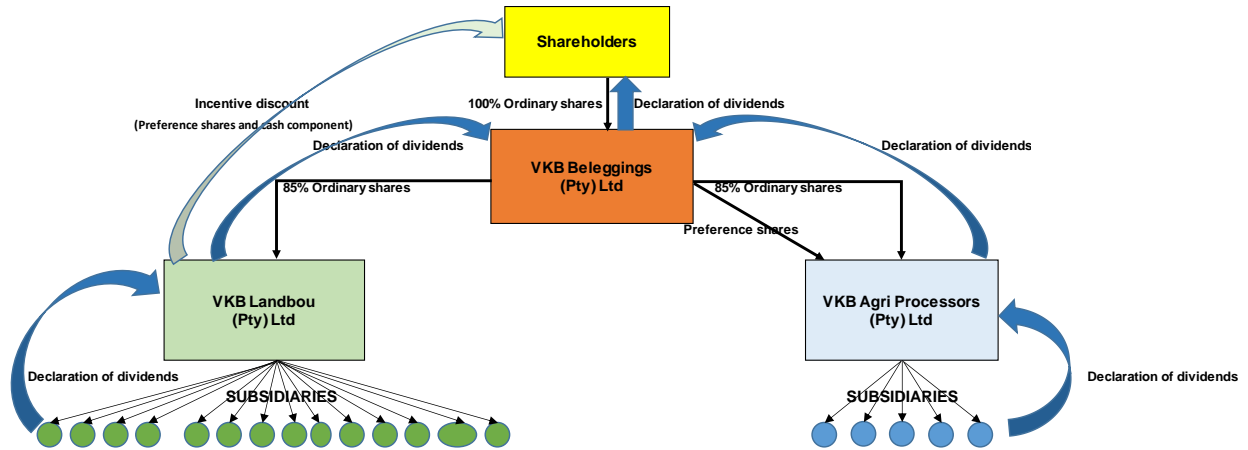 Shareholders
Incentive discount
(Preference shares and cash component)
100% Ordinary shares
Declaration of dividends
Declaration of dividends
Declaration of dividends
VKB Beleggings
(Pty) Ltd
85% Ordinary shares
85% Ordinary shares
Preference shares
VKB Landbou
(Pty) Ltd
VKB Agri Processors
(Pty) Ltd
Declaration of dividends
Declaration of dividends
SUBSIDIARIES
SUBSIDIARIES